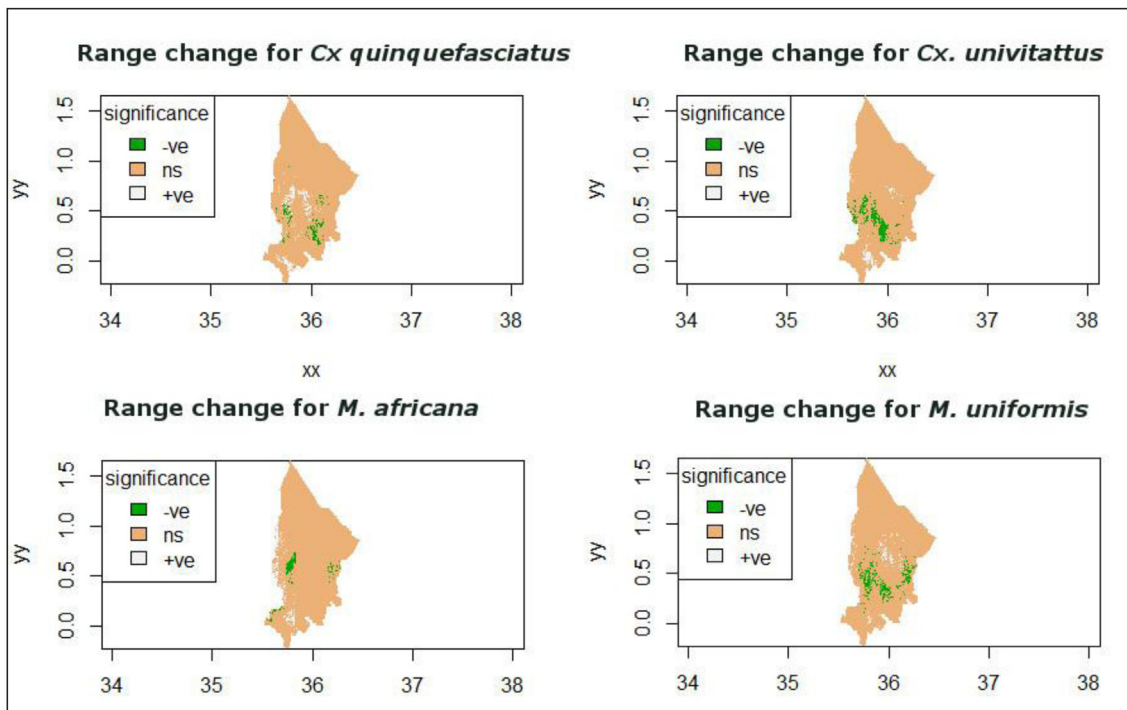 Range change for Cx quinquefasciatus
significance
-ve
ns
+ve
yy
0.0 0.5 1.0 1.5
34 35 36 37 38
xx
Range change for Cx. univitattus
significance
-ve
ns
+ve
yy
0.0 0.5 1.0 1.5
34 35 36 37 38
xx
Range change for M. africana
significance
-ve
ns
+ve
yy
0.0 0.5 1.0 1.5
34 35 36 37 38
Range change for M. uniformis
significance
-ve
ns
+ve
yy
0.0 0.5 1.0 1.5
34 35 36 37 38